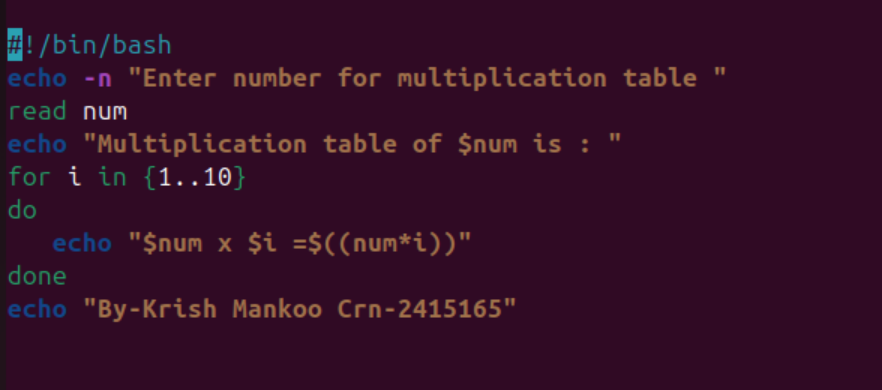 #!/bin/bash
echo -n "Enter number for multiplication table "
read num
echo "Multiplication table of $num is : "
for i in {1..10}
do
   echo "$num x $i =$((num*i))"
done
echo "By-Krish Mankoo Crn-2415165"